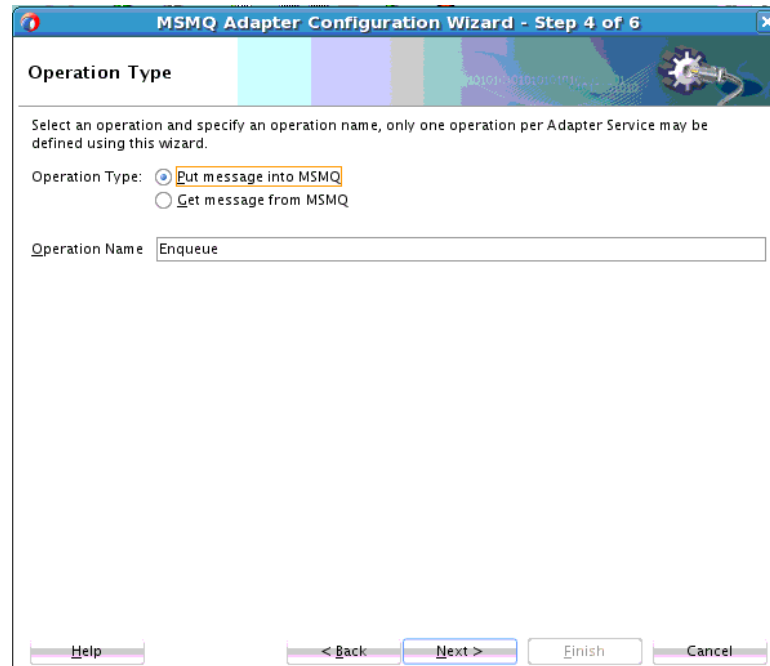 MSMQ Adapter Configuration Wizard - Step 4 of 6
Operation Type
Select an operation and specify an operation name, only one operation per Adapter Service may be
defined using this wizard.
Operation Type: Put message into MSMQ
Get message from MSMQ
Operation Name Enqueue
Help < Back Next > Finish Cancel